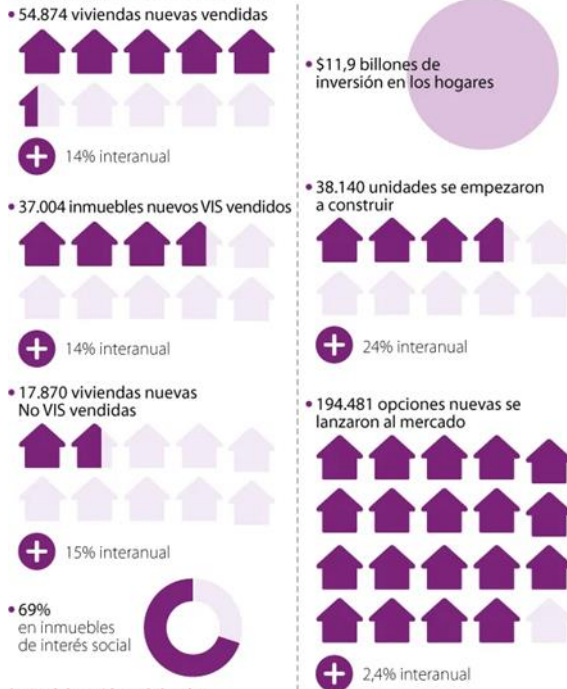 • 54.874 viviendas nuevas vendidas
+ 14% interanual
• 37.004 inmuebles nuevos VIS vendidos
+ 14% interanual
• 17.870 viviendas nuevas
No VIS vendidas
+ 15% interanual
• 69%
en inmuebles
de interés social
• $11,9 billones de
inversión en los hogares
• 38.140 unidades se empezaron
a construir
+ 24% interanual
• 194.481 opciones nuevas se
lanzaron al mercado
+ 2,4% interanual